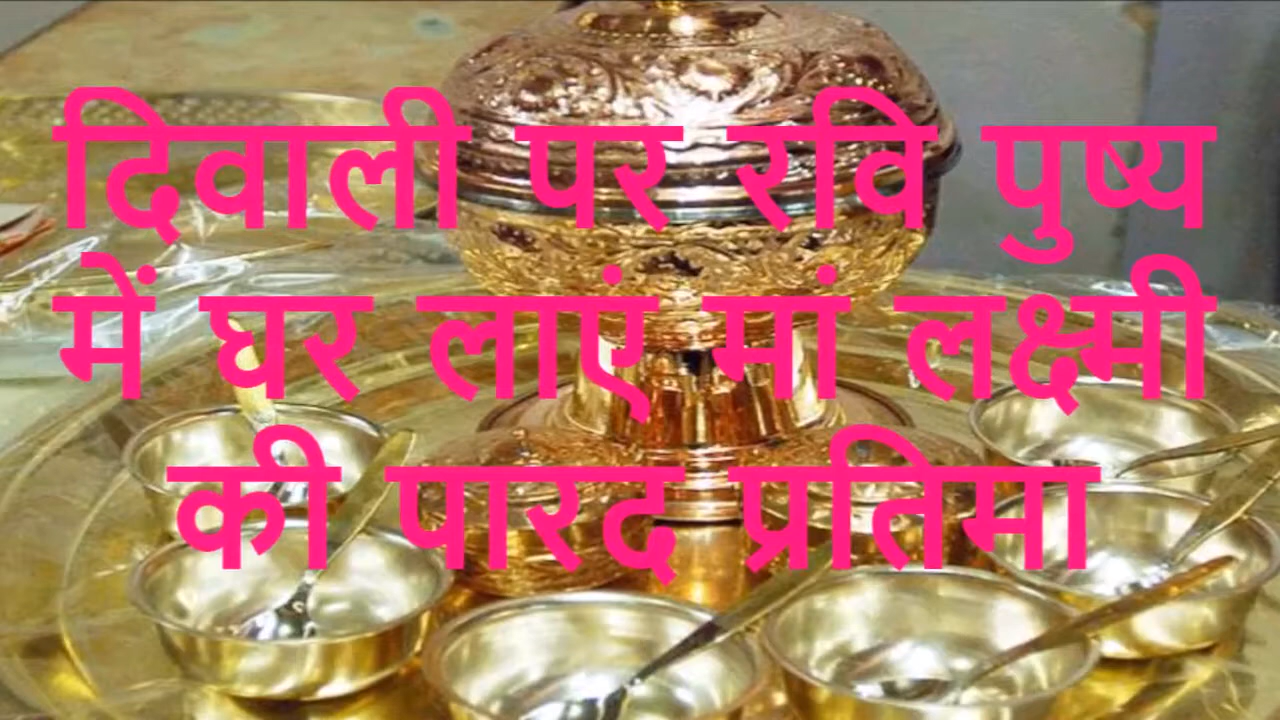 दिवाली पर रवि पुष्य
में घर लाएं मां लक्ष्मी
की पारद प्रतिमा